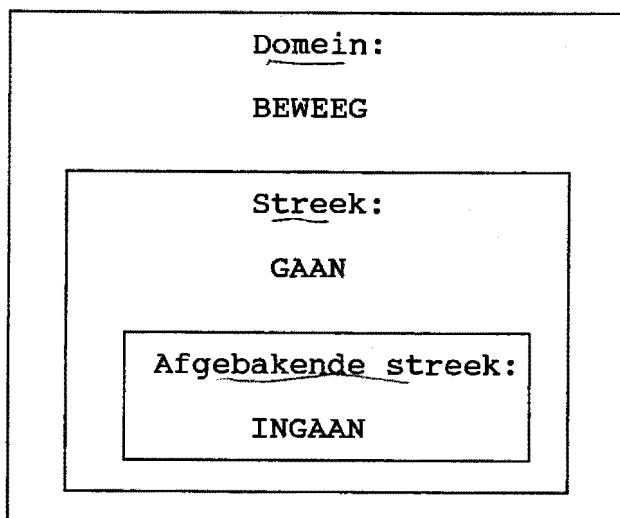 Domein:
BEWEEG
Streek:
GAAN
Afgebakende streek:
INGAAN